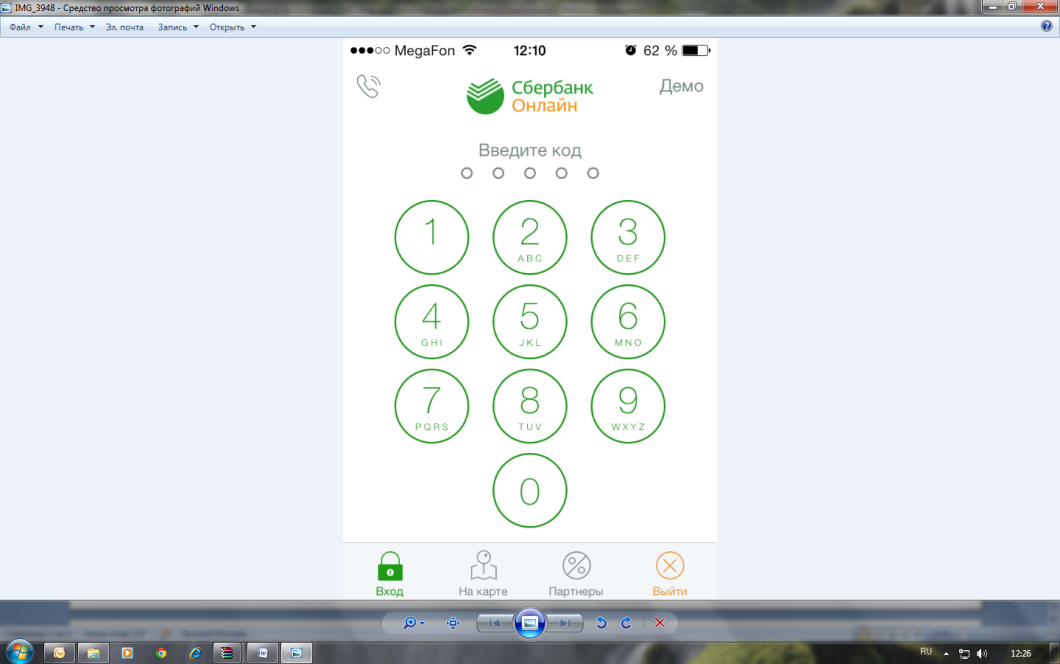 IMG_3948 - Средство просмотра фотографий Windows
Файл Печать Эл. почта Запись Открыть
MegaFon 12:10 62 %
Сбербанк
Онлайн
Демо
Введите код
1 2 3
ABC DEF
4 5 6
GHI JKL MNO
7 8 9
PQRS TUV WXYZ
0
Вход На карте Партнеры Выйти
RU 12:26